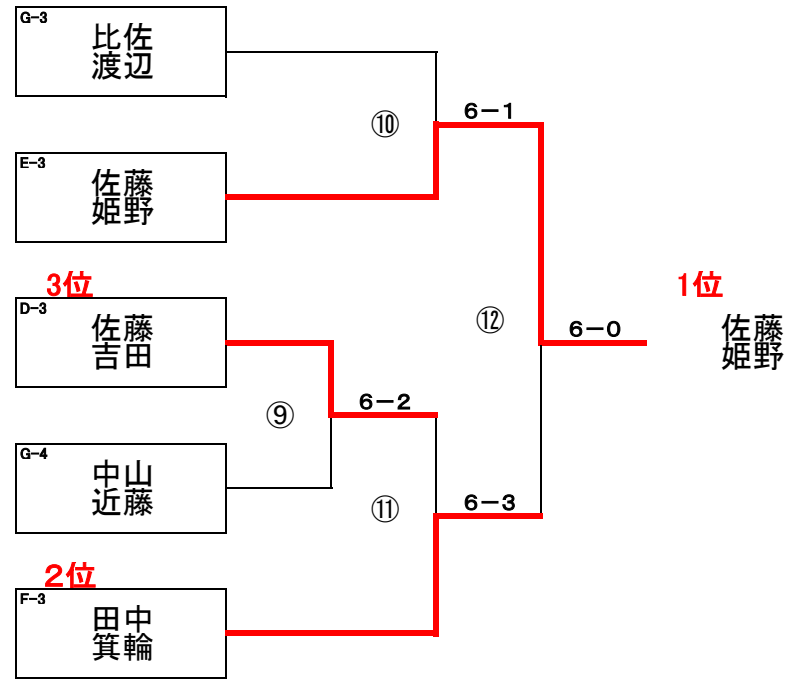 G-3
比佐
渡辺
6-1
⑩
E-3
佐藤
姫野
3位
D-3
佐藤
吉田
⑫
6-0
1位
佐藤
姫野
6-2
⑨
G-4
中山
近藤
⑪
6-3
2位
F-3
田中
箕輪